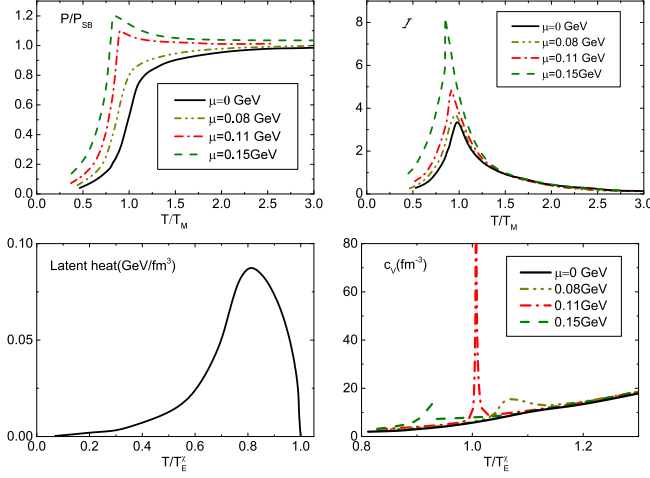 P/P_SB
1.2
1.0
0.8
0.6
0.4
0.2
0.0
μ=0 GeV
μ=0.08 GeV
μ=0.11 GeV
μ=0.15GeV
0.0 0.5 1.0 1.5 2.0 2.5 3.0
T/T_M
I
8
6
4
2
0
μ=0 GeV
μ=0.08 GeV
μ=0.11 GeV
μ=0.15GeV
0.0 0.5 1.0 1.5 2.0 2.5 3.0
T/T_M
Latent heat(GeV/fm³)
0.10
0.05
0.00
0.0 0.2 0.4 0.6 0.8 1.0
T/T_E^χ
c_V(fm⁻³)
80
60
40
20
0
μ=0 GeV
0.08GeV
0.11GeV
0.15GeV
0.8 1.0 1.2
T/T_E^χ